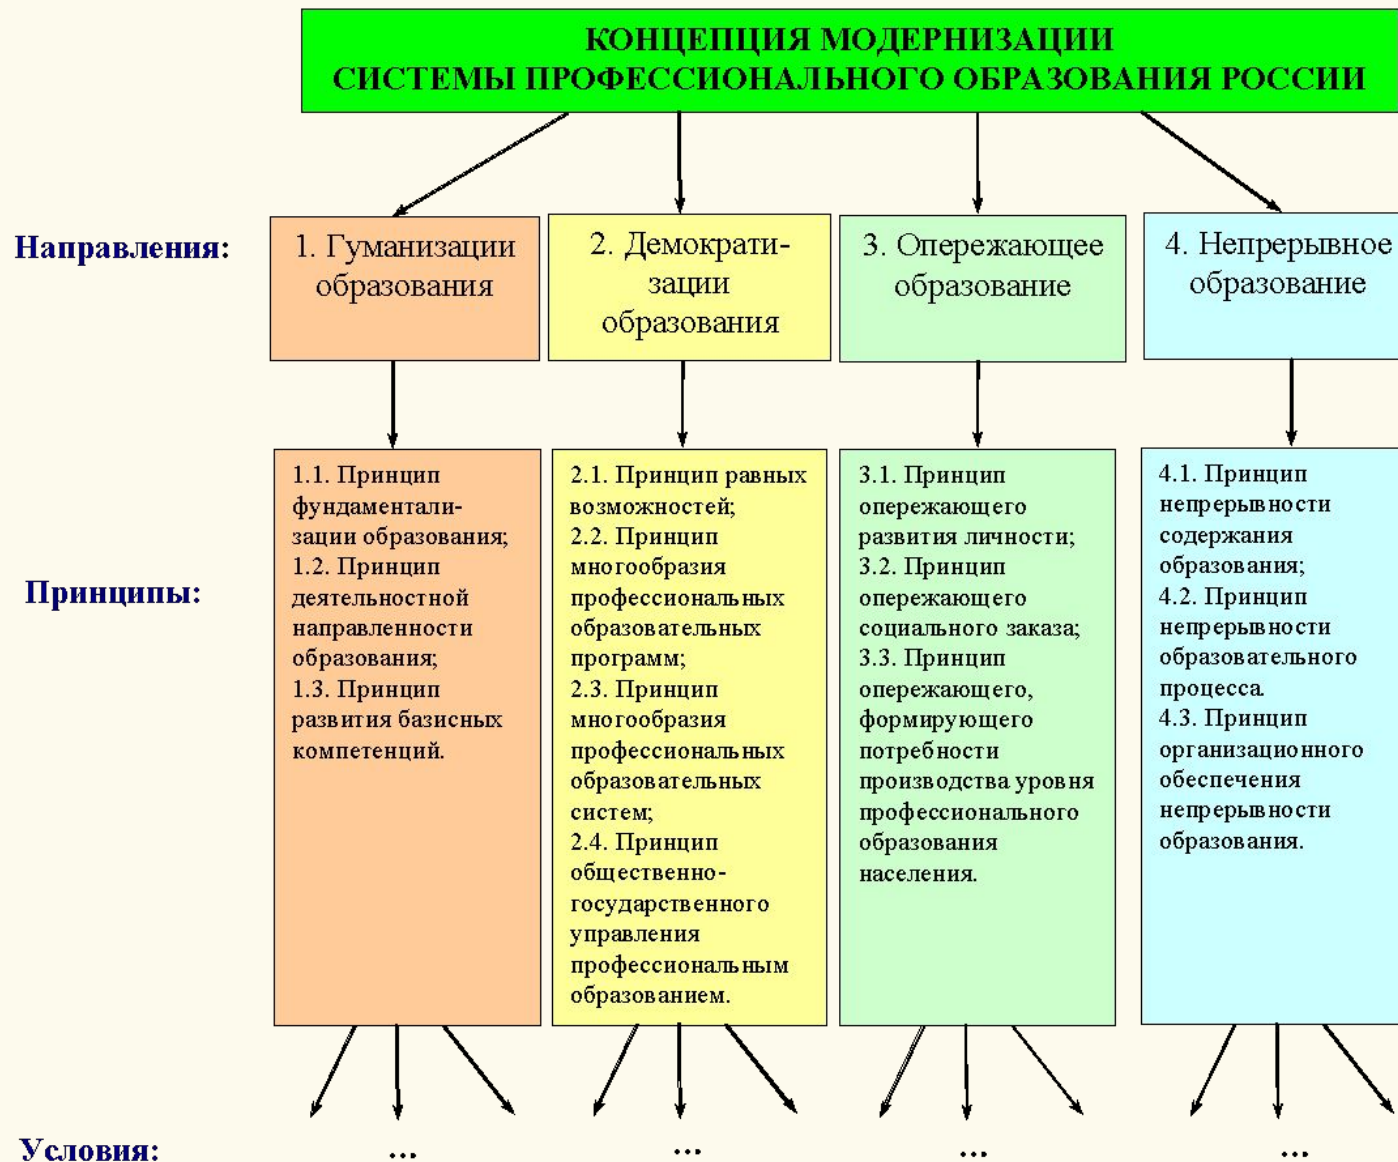 КОНЦЕПЦИЯ МОДЕРНИЗАЦИИ
СИСТЕМЫ ПРОФЕССИОНАЛЬНОГО ОБРАЗОВАНИЯ РОССИИ
Направления:
1. Гуманизации
образования
2. Демократи-
зации
образования
3. Опережающее
образование
4. Непрерывное
образование
Принципы:
1.1. Принцип
фундаментали-
зации образования;
1.2. Принцип
деятельностной
направленности
образования;
1.3. Принцип
развития базисных
компетенций.
2.1. Принцип равных
возможностей;
2.2. Принцип
многообразия
профессиональных
образовательных
программ;
2.3. Принцип
многообразия
профессиональных
образовательных
систем;
2.4. Принцип
общественно-
государственного
управления
профессиональным
образованием.
3.1. Принцип
опережающего
развития личности;
3.2. Принцип
опережающего
социального заказа;
3.3. Принцип
опережающего,
формирующего
потребности
производства уровня
профессионального
образования
населения.
4.1. Принцип
непрерывности
содержания
образования;
4.2. Принцип
непрерывности
образовательного
процесса.
4.3. Принцип
организационного
обеспечения
непрерывности
образования.
Условия:
...
...
...
...